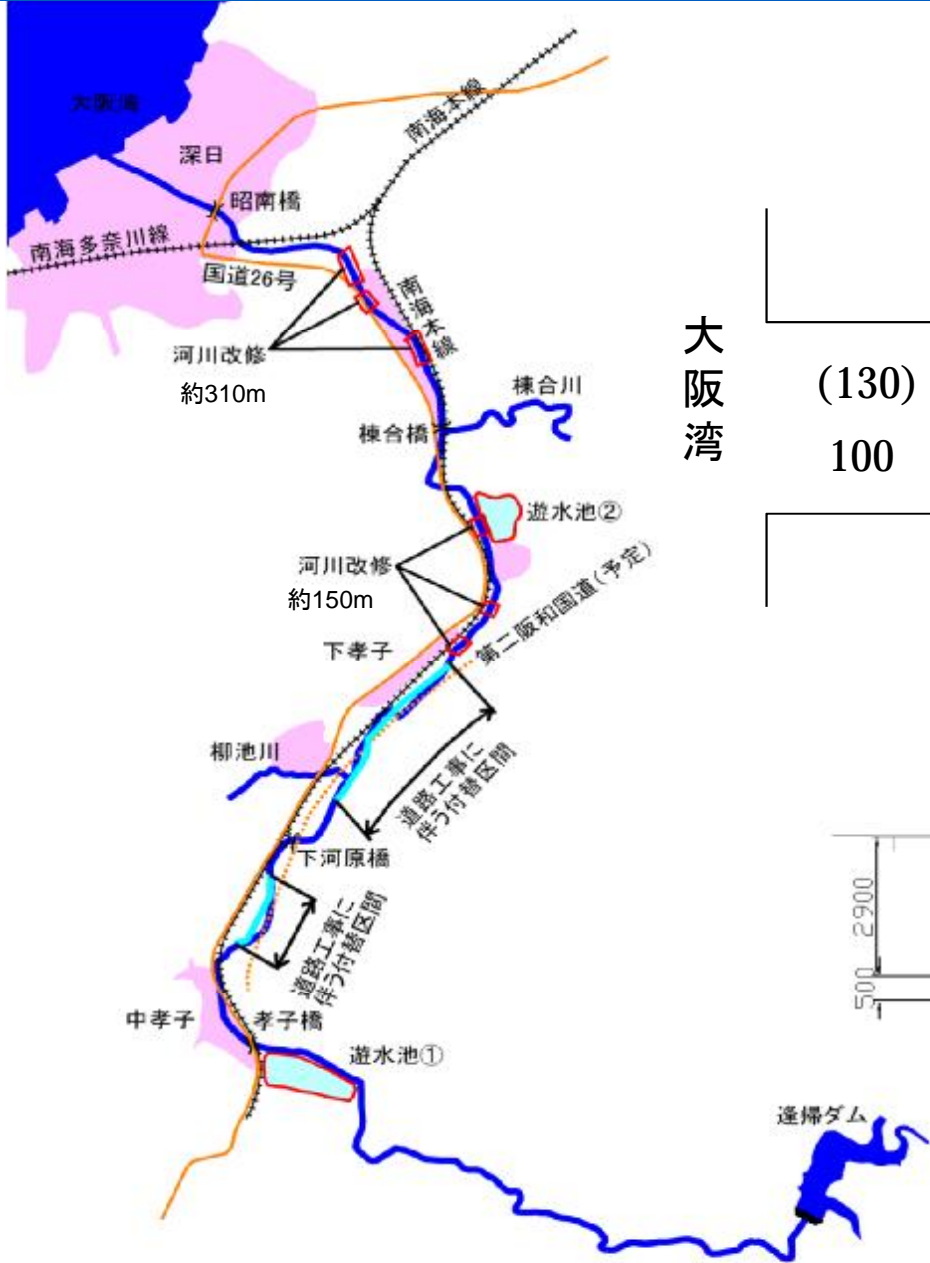 大阪湾
深日
昭南橋
南海本線
南海多奈川線
国道26号
南海本線
河川改修
約310m
棟合川
棟合橋
遊水池②
河川改修
約150m
第二阪和国道(予定)
下孝子
柳池川
道路工事に
伴う付替区間
下河原橋
道路工事に
伴う付替区間
中孝子
孝子橋
遊水池①
逢帰ダム
大阪湾
(130)
100
2900
500